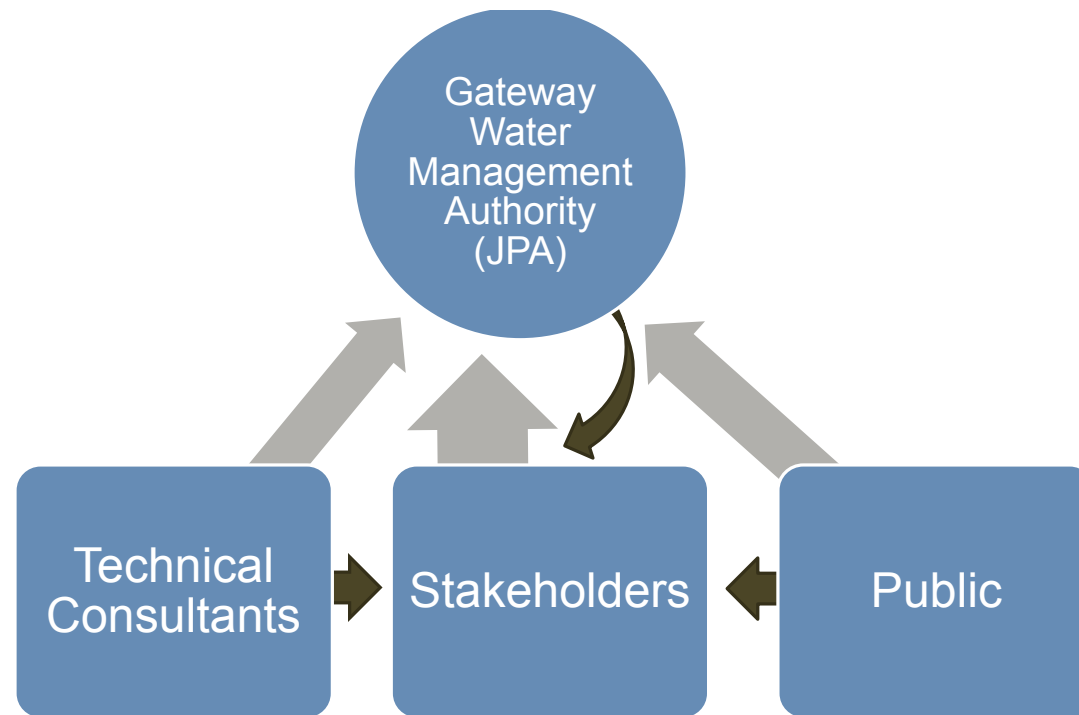 Gateway
Water
Management
Authority
(JPA)
Technical
Consultants
Stakeholders
Public